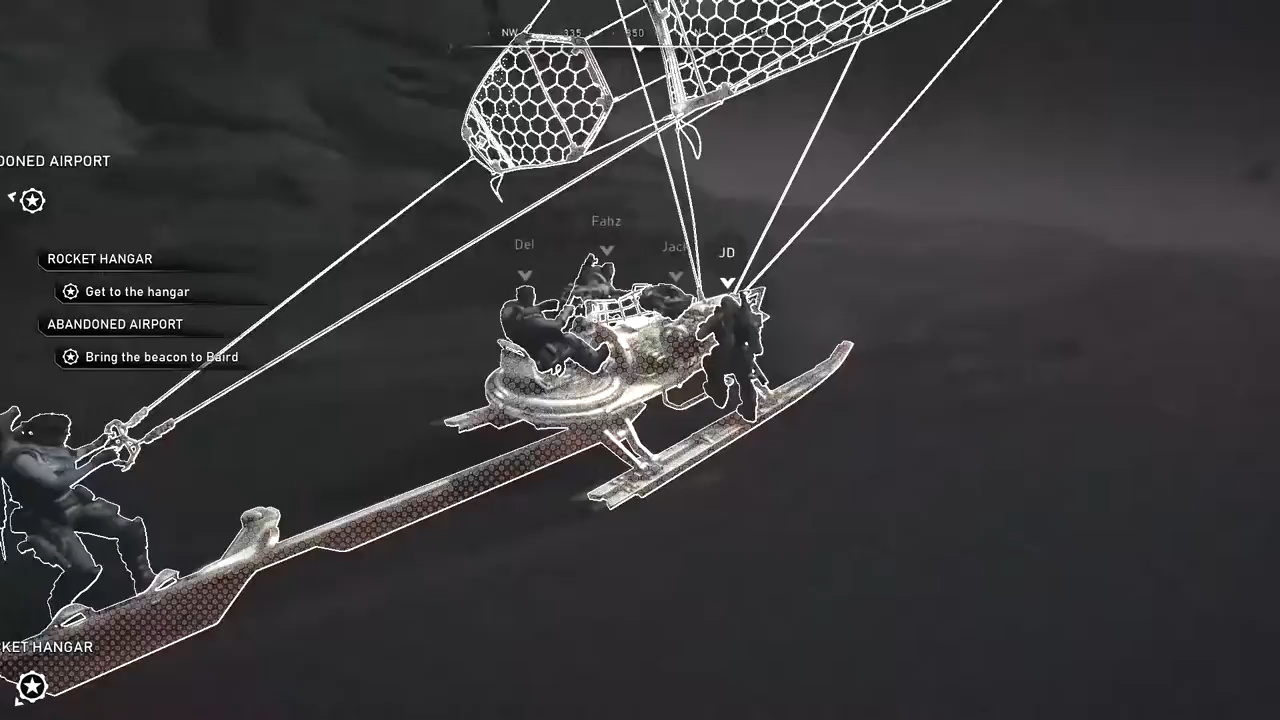 NW 335 350 N
DONED AIRPORT
Fahz
Del
Jack
JD
ROCKET HANGAR
Get to the hangar
ABANDONED AIRPORT
Bring the beacon to Baird
KET HANGAR